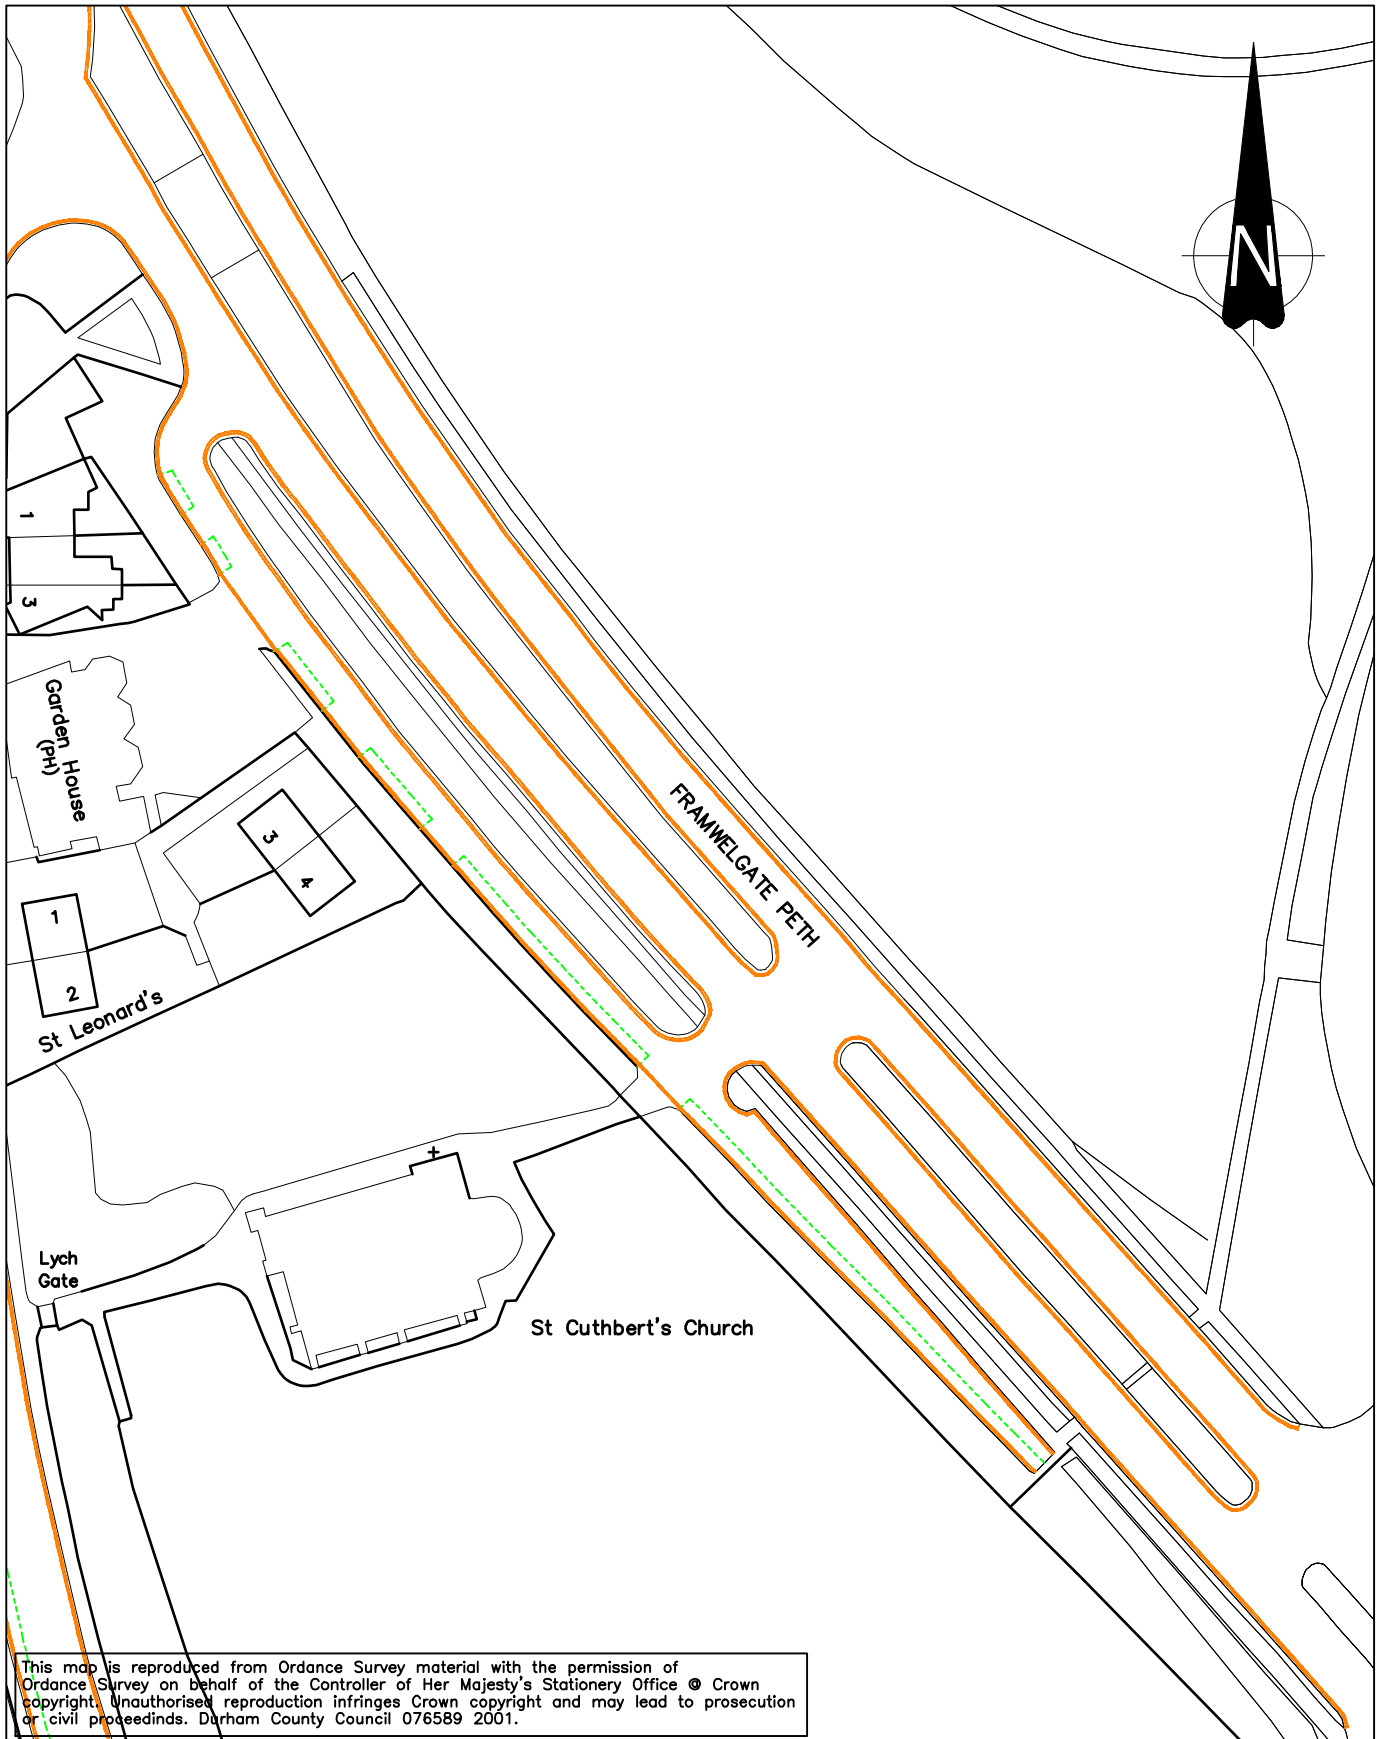 N
1
3
Garden House
(PH)
3
4
1
2
St Leonard's
FRAMWELGATE PETH
Lych
Gate
St Cuthbert's Church
This map is reproduced from Ordance Survey material with the permission of
Ordance Survey on behalf of the Controller of Her Majesty's Stationery Office @ Crown
copyright. Unauthorised reproduction infringes Crown copyright and may lead to prosecution
or civil proceedinds. Durham County Council 076589 2001.